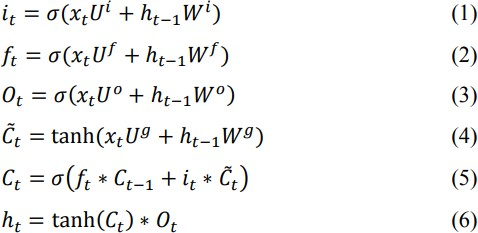 i_t = σ(x_t U^i + h_{t−1} W^i) (1)
f_t = σ(x_t U^f + h_{t−1} W^f) (2)
O_t = σ(x_t U^o + h_{t−1} W^o) (3)
C̃_t = tanh(x_t U^g + h_{t−1} W^g) (4)
C_t = σ(f_t * C_{t−1} + i_t * C̃_t) (5)
h_t = tanh(C_t) * O_t (6)